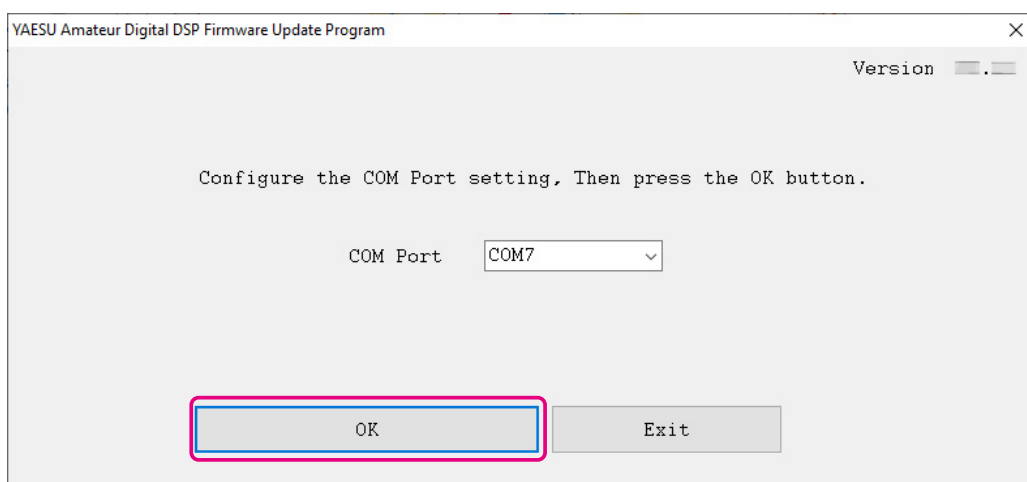 YAESU Amateur Digital DSP Firmware Update Program
Version
Configure the COM Port setting, Then press the OK button.
COM Port COM7
OK Exit